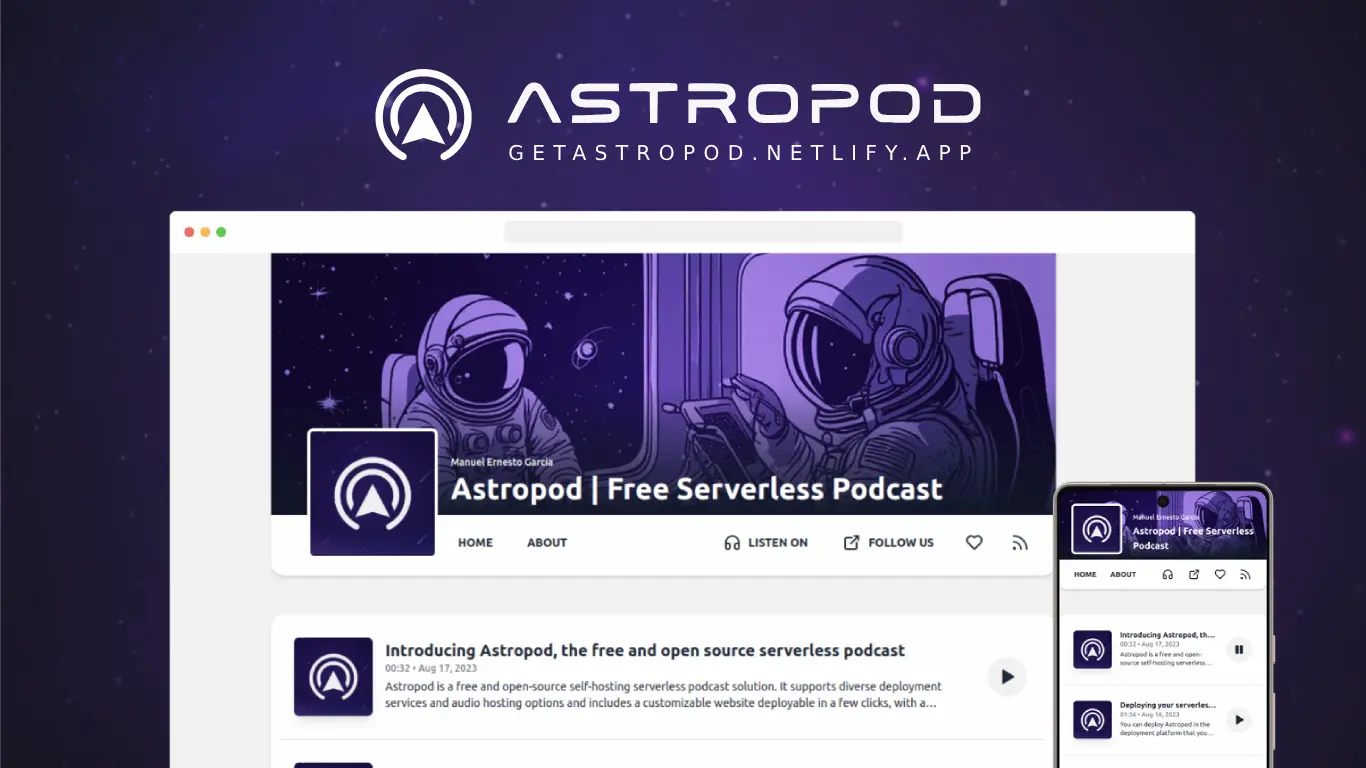 ASTROPOD
GETASTROPOD.NETLIFY.APP
Manuel Ernesto Garcia
Astropod | Free Serverless Podcast
HOME ABOUT LISTEN ON FOLLOW US
Introducing Astropod, the free and open source serverless podcast
00:32 • Aug 17, 2023
Astropod is a free and open-source self-hosting serverless podcast solution. It supports diverse deployment
services and audio hosting options and includes a customizable website deployable in a few clicks, with a...
Manuel Ernesto Garcia
Astropod | Free Serverless
Podcast
HOME ABOUT
Introducing Astropod, th...
00:32 • Aug 17, 2023
Astropod is a free and open-
source self-hosting serverless...
Deploying your serverles...
01:36 • Aug 16, 2023
You can deploy Astropod in the
deployment platform that you...